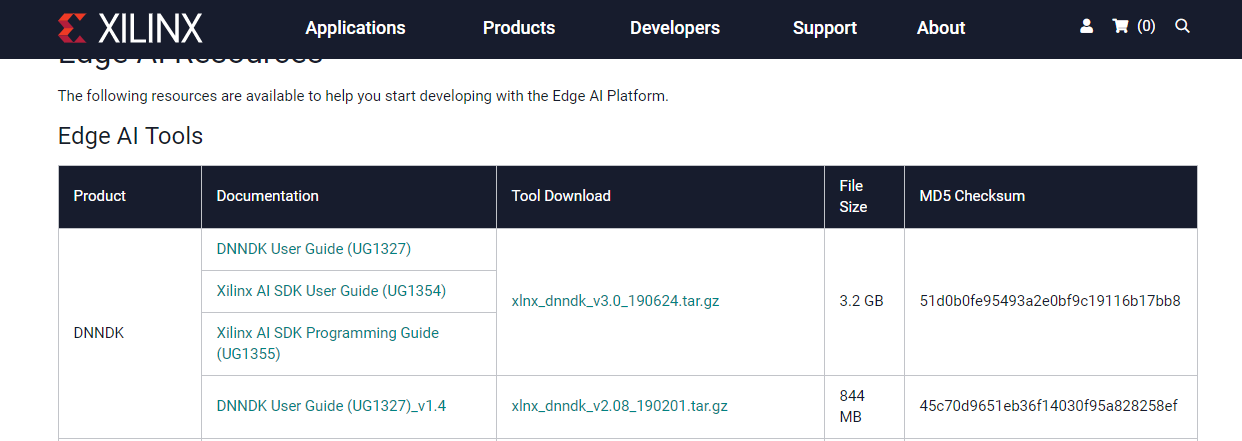 XILINX
Applications
Products
Developers
Support
About
(0)
Edge AI Resources
The following resources are available to help you start developing with the Edge AI Platform.
Edge AI Tools
Product
Documentation
Tool Download
File
Size
MD5 Checksum
DNNDK
DNNDK User Guide (UG1327)
Xilinx AI SDK User Guide (UG1354)
Xilinx AI SDK Programming Guide
(UG1355)
xlnx_dnndk_v3.0_190624.tar.gz
3.2 GB
51d0b0fe95493a2e0bf9c19116b17bb8
DNNDK User Guide (UG1327)_v1.4
xlnx_dnndk_v2.08_190201.tar.gz
844
MB
45c70d9651eb36f14030f95a828258ef